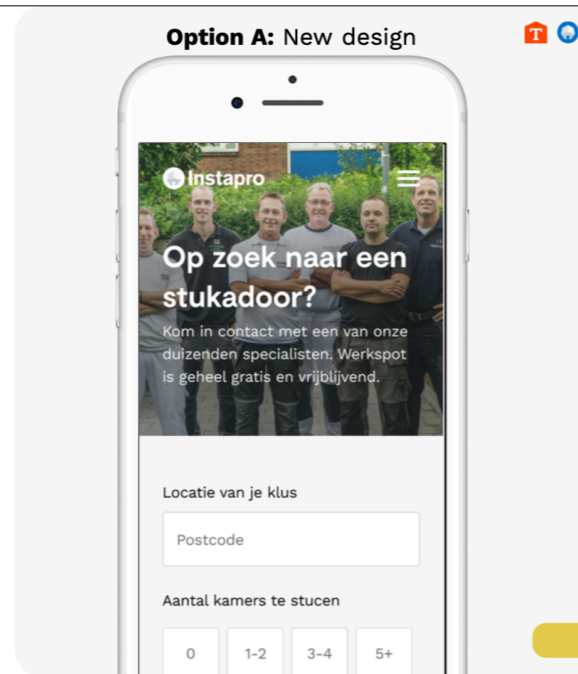 Option A: New design
T
Instapro
Op zoek naar een
stukadoor?
Kom in contact met een van onze
duizenden specialisten. Werkspot
is geheel gratis en vrijblijvend.
Locatie van je klus
Postcode
Aantal kamers te stucen
0 1-2 3-4 5+